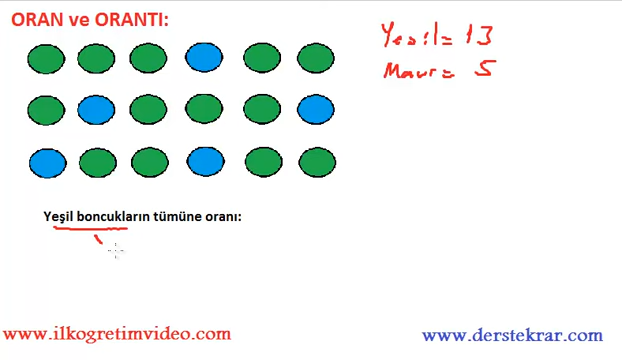 ORAN ve ORANTI:
Yeşil = 13
Mavi = 5
Yeşil boncukların tümüne oranı:
www.ilkogretimvideo.com
www.derstekrar.com